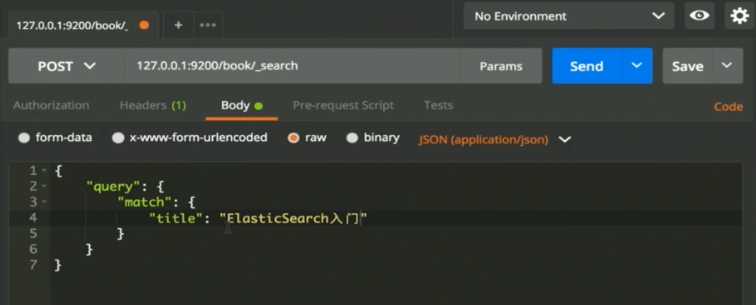 127.0.0.1:9200/book/_
+
•••
No Environment
POST
127.0.0.1:9200/book/_search
Params
Send
Save
Authorization
Headers (1)
Body
Pre-request Script
Tests
Code
form-data
x-www-form-urlencoded
raw
binary
JSON (application/json)
1 {
2 "query": {
3 "match": {
4 "title": "ElasticSearch入门"
5 }
6 }
7 }